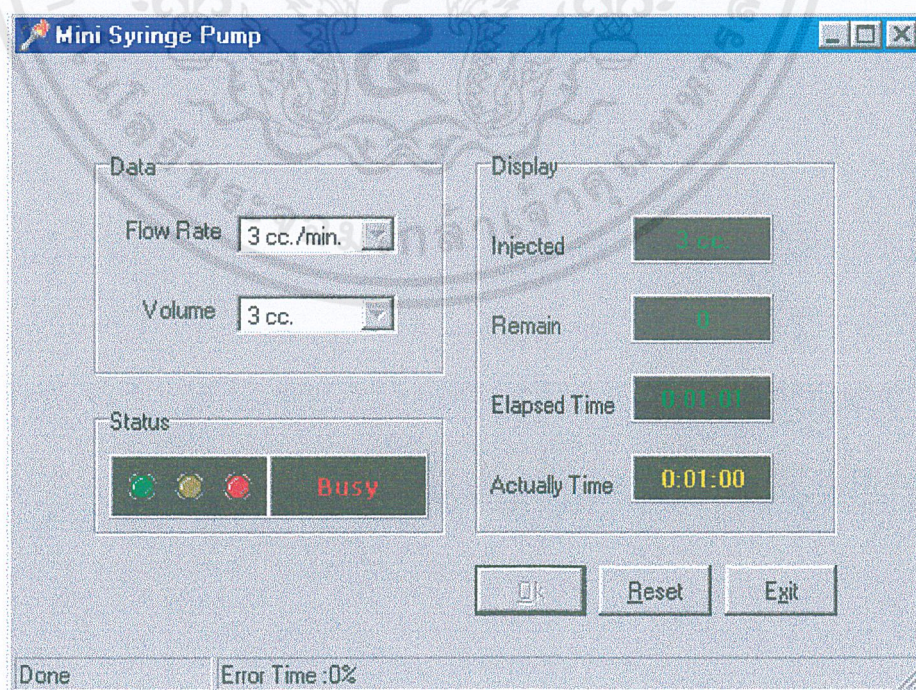 Mini Syringe Pump
Data
Flow Rate 3 cc./min.
Volume 3 cc.
Status
Busy
Display
Injected 3 cc.
Remain 0
Elapsed Time 0:01:01
Actually Time 0:01:00
Ok Reset Exit
Done Error Time :0%